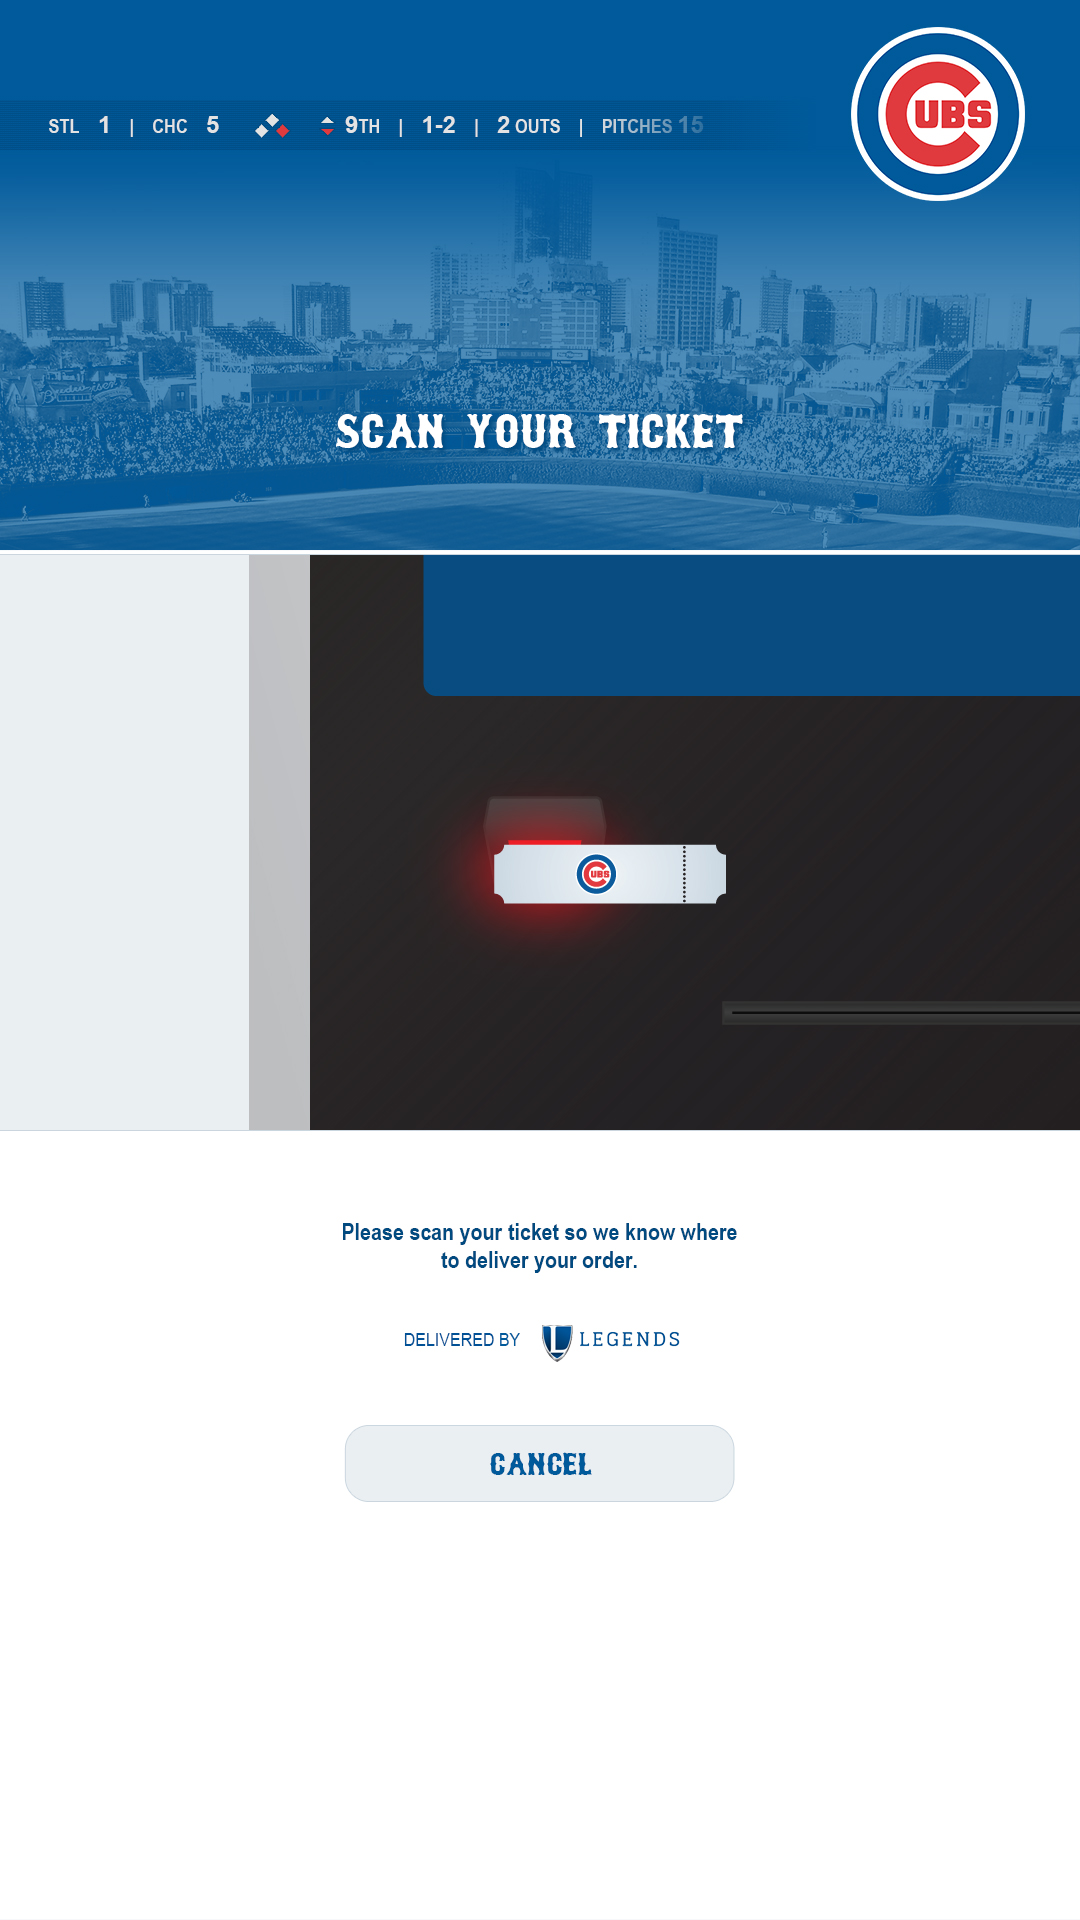 STL 1 | CHC 5 9TH | 1-2 | 2 OUTS | PITCHES 15
CUBS
Budweiser
SCAN YOUR TICKET
CUBS
Please scan your ticket so we know where
to deliver your order.
DELIVERED BY L LEGENDS
CANCEL